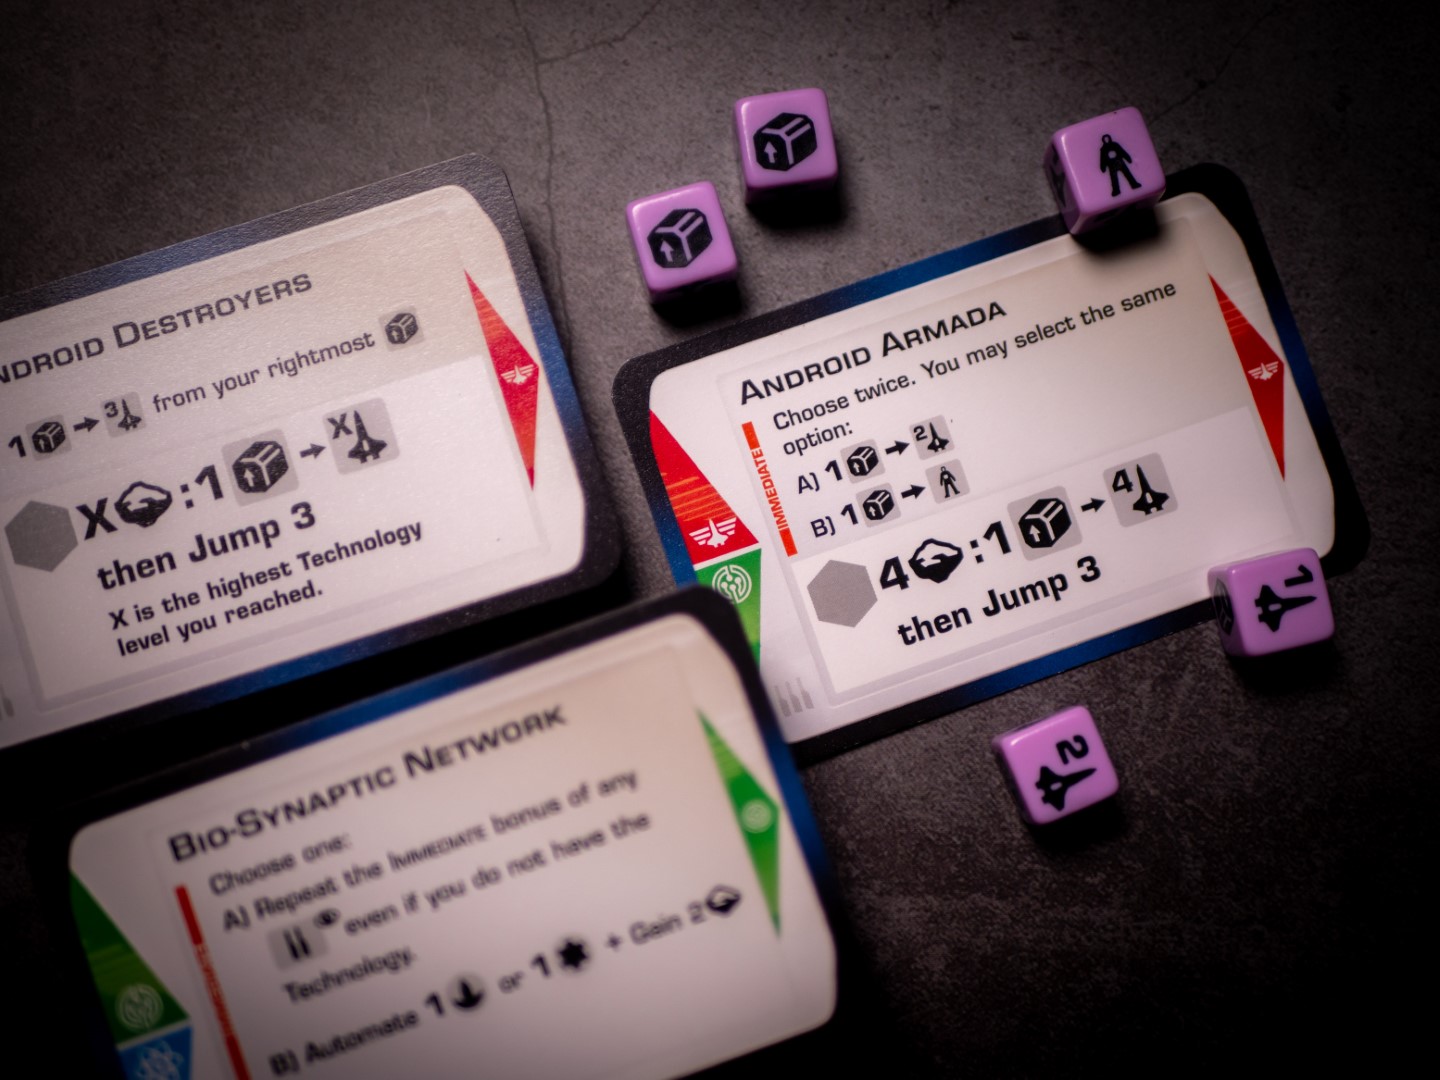 NDROID DESTROYERS
1 → 3 from your rightmost
X : 1 → X
then Jump 3
X is the highest Technology
level you reached.
ANDROID ARMADA
Choose twice. You may select the same
option:
IMMEDIATE
A) 1 → 2
B) 1 →
4 : 1 → 4
then Jump 3
BIO-SYNAPTIC NETWORK
Choose one:
A) Repeat the IMMEDIATE bonus of any
II even if you do not have the
Technology.
B) Automate 1 or 1 + Gain 2
1
2